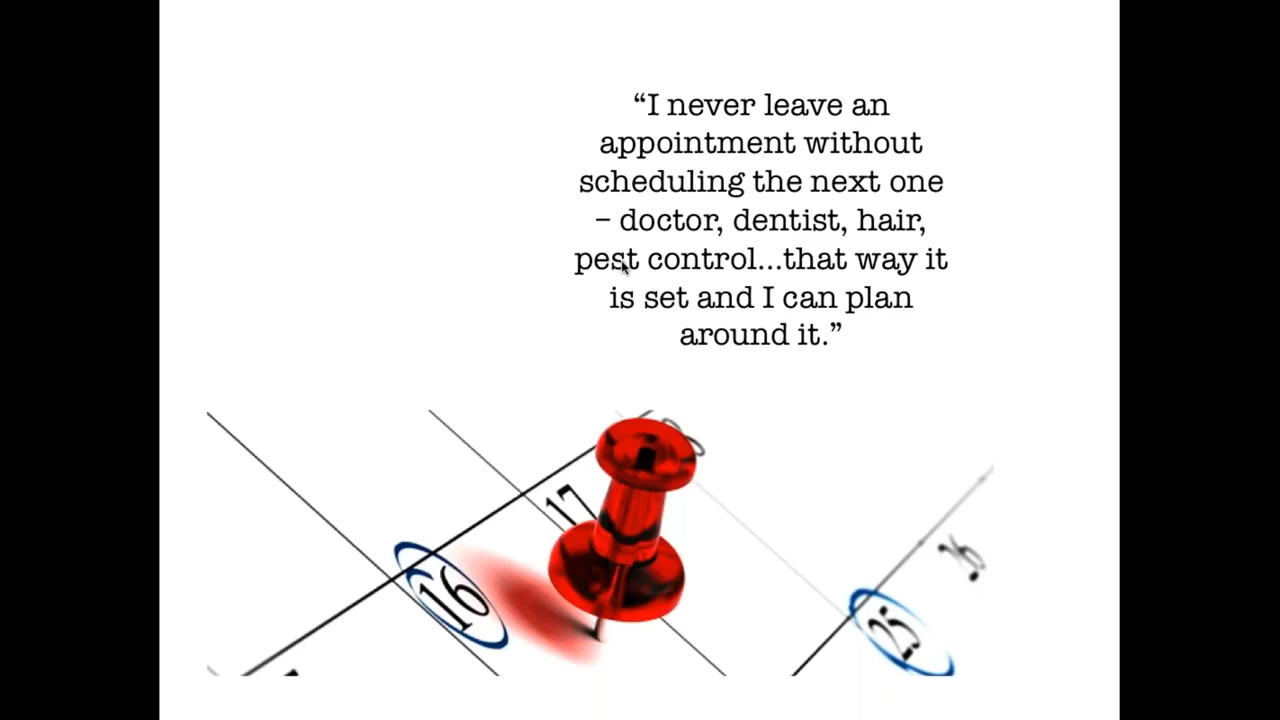 “I never leave an
appointment without
scheduling the next one
– doctor, dentist, hair,
pest control...that way it
is set and I can plan
around it.”
17
16
26
25